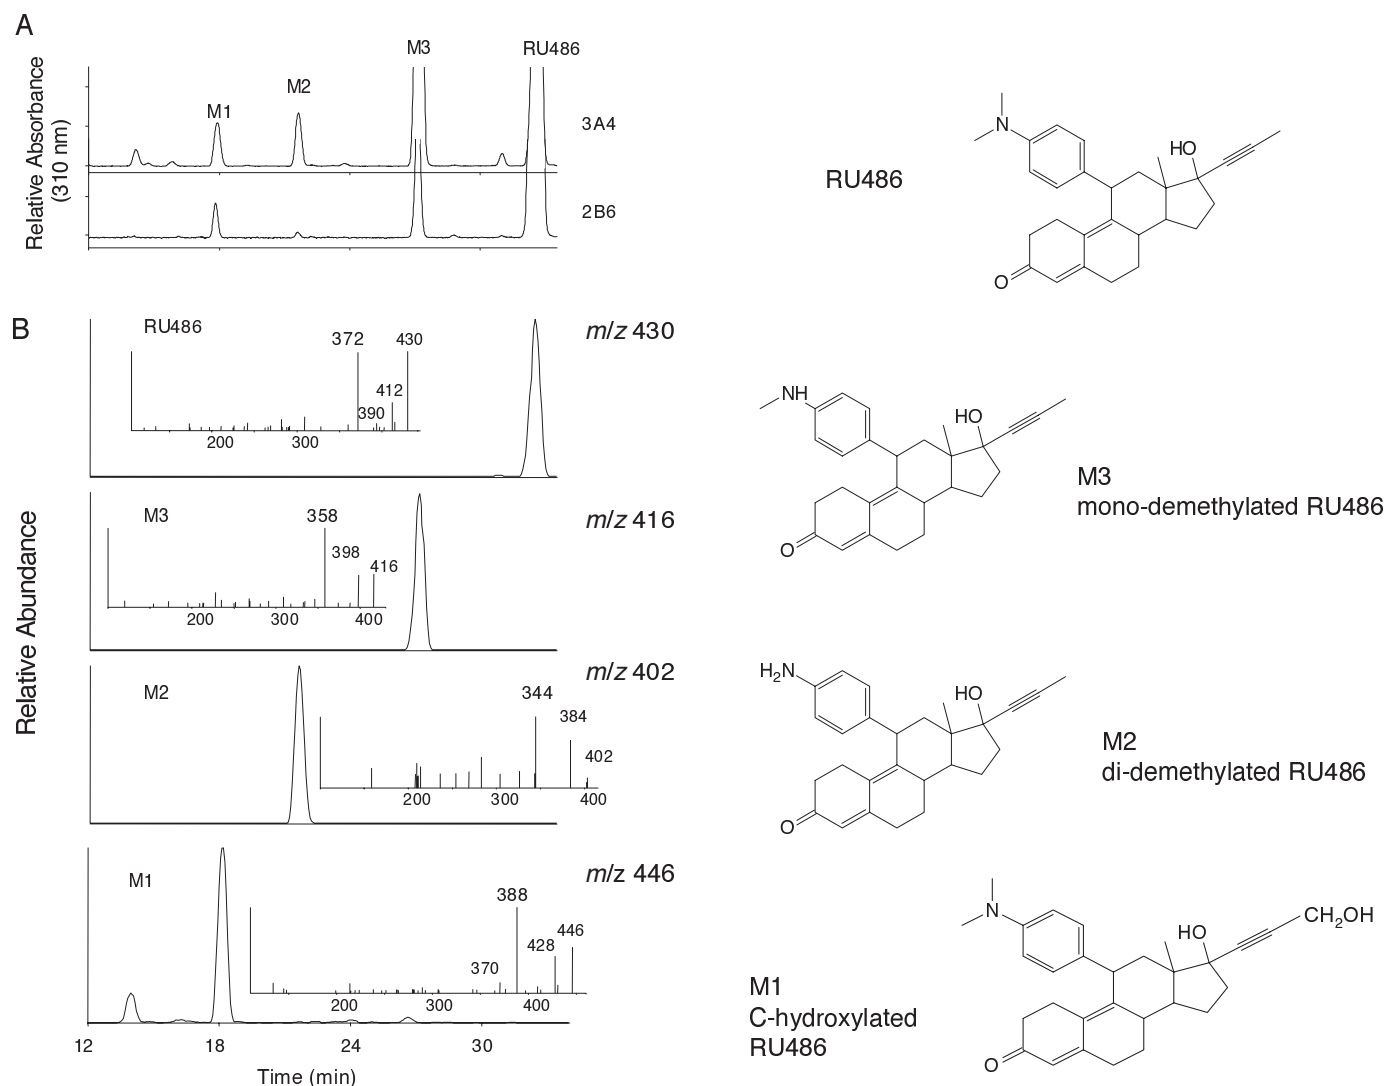 A
Relative Absorbance
(310 nm)
M1
M2
M3
RU486
3A4
2B6
RU486
N
HO
O
B
Relative Abundance
RU486
372
430
412
390
200
300
m/z 430
M3
358
398
416
200
300
400
m/z 416
NH
HO
O
M3
mono-demethylated RU486
M2
344
384
402
200
300
400
m/z 402
H2N
HO
O
M2
di-demethylated RU486
M1
388
446
428
370
200
300
400
m/z 446
12
18
24
30
Time (min)
N
HO
CH2OH
O
M1
C-hydroxylated
RU486